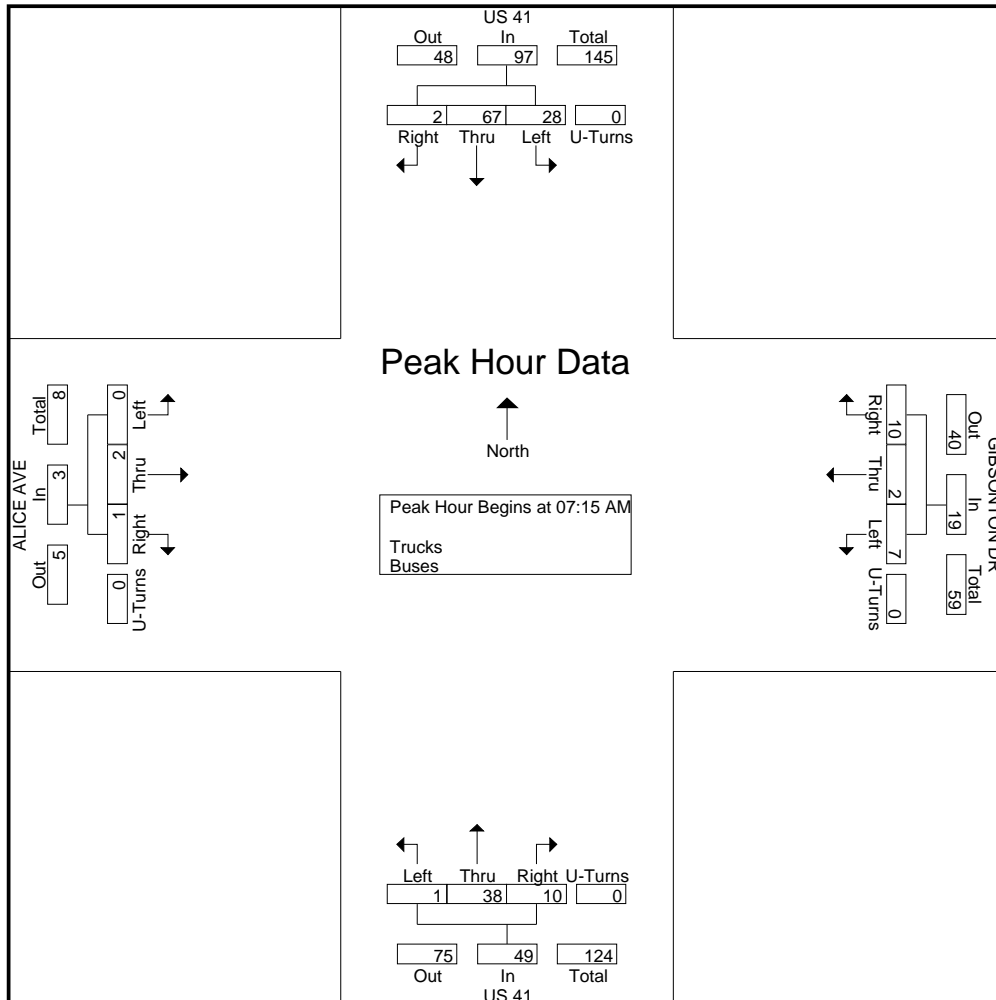 US 41
Out In Total
48 97 145
2 67 28 0
Right Thru Left U-Turns
Peak Hour Data
North
Peak Hour Begins at 07:15 AM
Trucks
Buses
ALICE AVE
Out In Total
5 3 8
0 2 1 0
Left Thru Right U-Turns
GIBSONTON DR
Out In Total
40 19 59
10 2 7 0
Right Thru Left U-Turns
Left Thru Right U-Turns
1 38 10 0
75 49 124
Out In Total
US 41